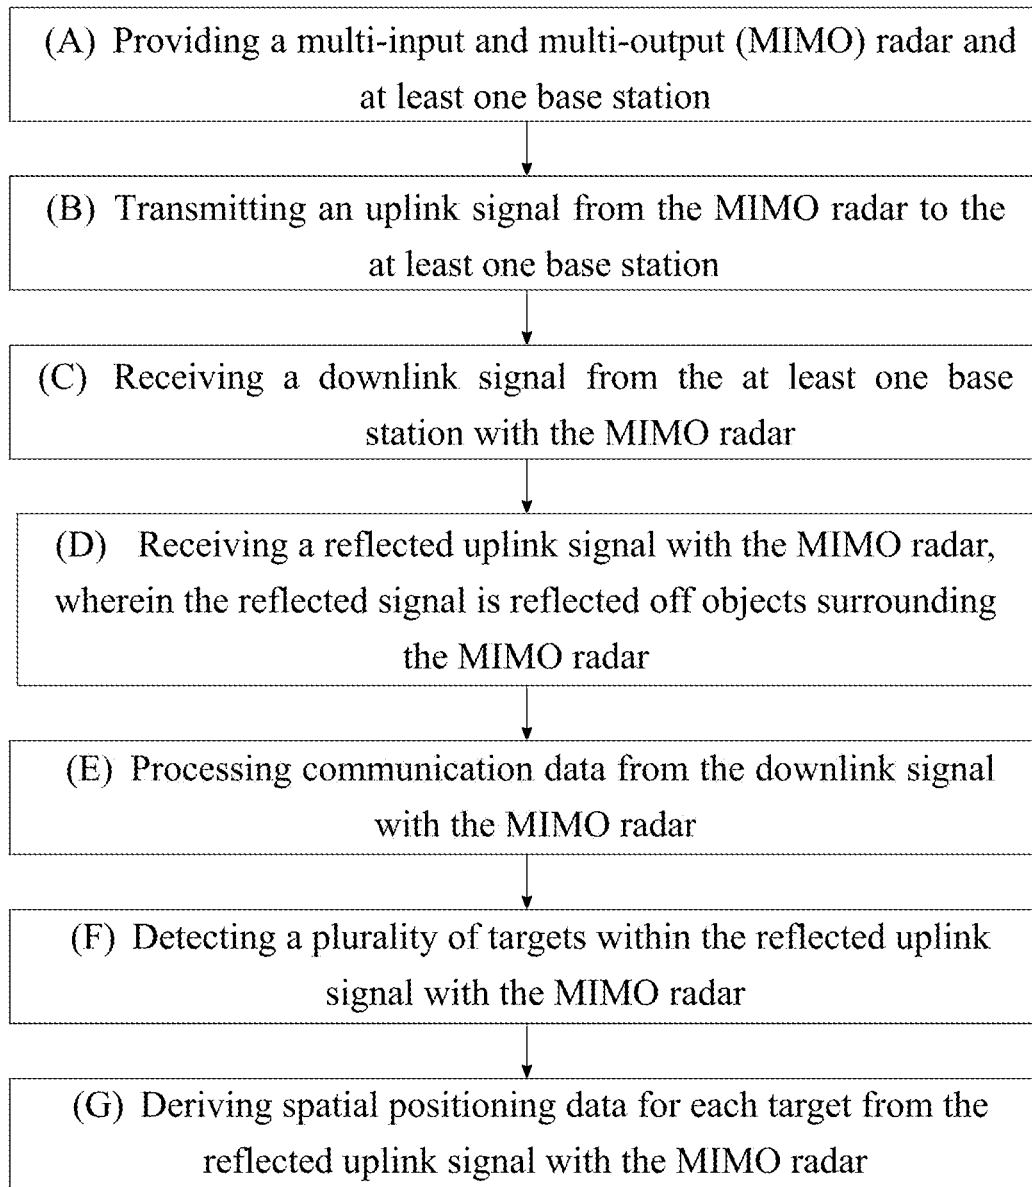 (A) Providing a multi-input and multi-output (MIMO) radar and
at least one base station
(B) Transmitting an uplink signal from the MIMO radar to the
at least one base station
(C) Receiving a downlink signal from the at least one base
station with the MIMO radar
(D) Receiving a reflected uplink signal with the MIMO radar,
wherein the reflected signal is reflected off objects surrounding
the MIMO radar
(E) Processing communication data from the downlink signal
with the MIMO radar
(F) Detecting a plurality of targets within the reflected uplink
signal with the MIMO radar
(G) Deriving spatial positioning data for each target from the
reflected uplink signal with the MIMO radar